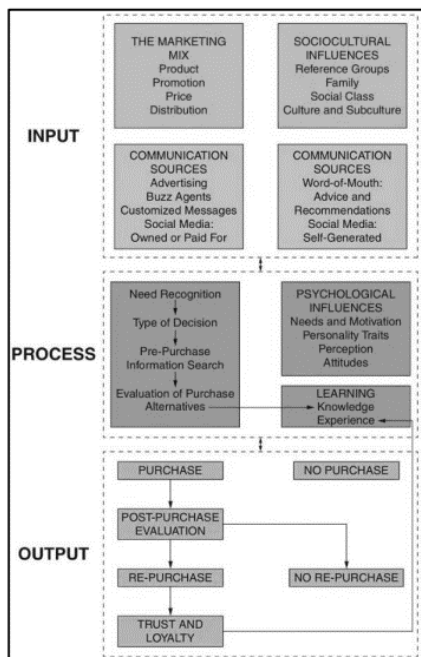 INPUT
THE MARKETING
MIX
Product
Promotion
Price
Distribution
SOCIOCULTURAL
INFLUENCES
Reference Groups
Family
Social Class
Culture and Subculture
COMMUNICATION
SOURCES
Advertising
Buzz Agents
Customized Messages
Social Media:
Owned or Paid For
COMMUNICATION
SOURCES
Word-of-Mouth:
Advice and
Recommendations
Social Media:
Self-Generated
PROCESS
Need Recognition
Type of Decision
Pre-Purchase
Information Search
Evaluation of Purchase
Alternatives
PSYCHOLOGICAL
INFLUENCES
Needs and Motivation
Personality Traits
Perception
Attitudes
LEARNING
Knowledge
Experience
OUTPUT
PURCHASE
NO PURCHASE
POST-PURCHASE
EVALUATION
RE-PURCHASE
NO RE-PURCHASE
TRUST AND
LOYALTY